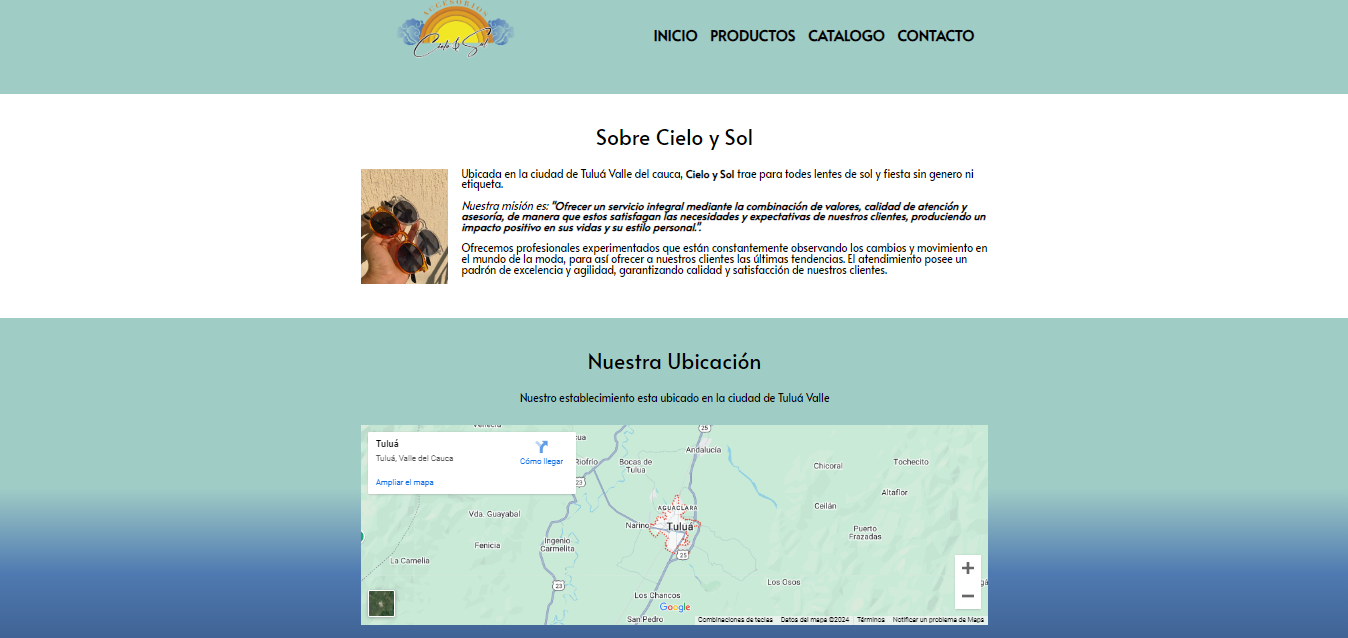 ACCESORIOS
Cielo & Sol
INICIO PRODUCTOS CATALOGO CONTACTO
Sobre Cielo y Sol
Ubicada en la ciudad de Tuluá Valle del cauca, Cielo y Sol trae para todes lentes de sol y fiesta sin genero ni
etiqueta.
Nuestra misión es: "Ofrecer un servicio integral mediante la combinación de valores, calidad de atención y
asesoría, de manera que estos satisfagan las necesidades y expectativas de nuestros clientes, produciendo un
impacto positivo en sus vidas y su estilo personal.".
Ofrecemos profesionales experimentados que están constantemente observando los cambios y movimiento en
el mundo de la moda, para así ofrecer a nuestros clientes las últimas tendencias. El atendimiento posee un
padrón de excelencia y agilidad, garantizando calidad y satisfacción de nuestros clientes.
Nuestra Ubicación
Nuestro establecimiento esta ubicado en la ciudad de Tuluá Valle
25
Tuluá
Tuluá, Valle del Cauca
Cómo llegar
Ampliar el mapa
Riofrío
Bocas de
Tulua
Andalucía
Chicoral
Tochecito
23
Altaflor
Vda. Guayabal
AGUACLARA
Ceilán
Narino
Tuluá
Puerto
Frazadas
Fenicia
Ingenio
Carmelita
25
La Camelia
23
Los Osos
Los Chancos
Google
San Pedro
Combinaciones de teclas Datos del mapa ©2024 Términos Notificar un problema de Maps